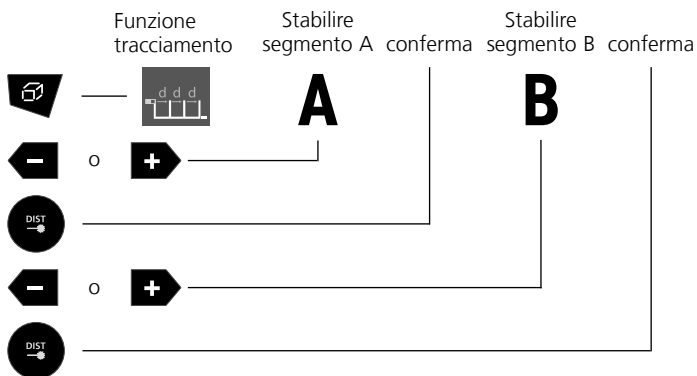 Funzione
tracciamento
Stabilire
segmento A
conferma
Stabilire
segmento B
conferma
d d d
A
B
- o +
DIST
- o +
DIST